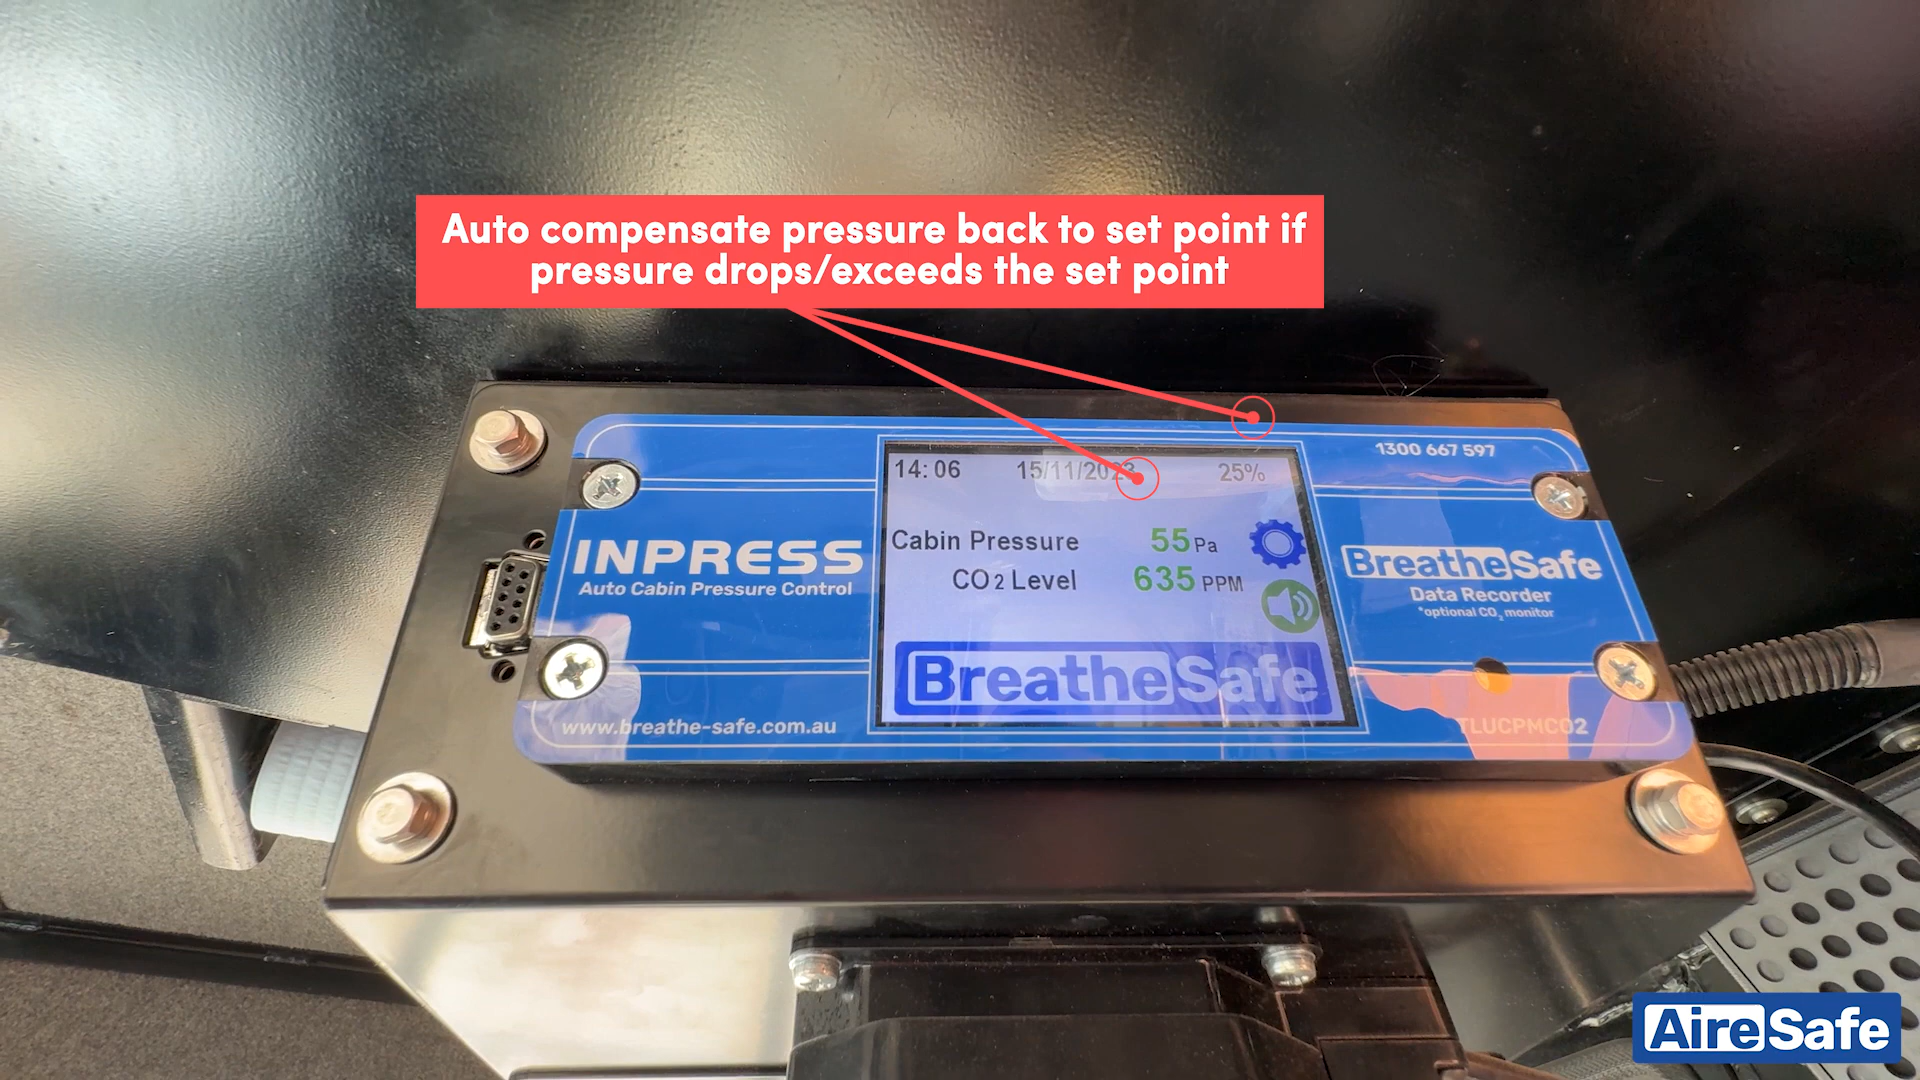 Auto compensate pressure back to set point if
pressure drops/exceeds the set point
1300 667 597
14:06 15/11/2023 25%
INPRESS
Auto Cabin Pressure Control
Cabin Pressure 55 Pa
CO2 Level 635 PPM
BreatheSafe
Data Recorder
*optional CO2 monitor
BreatheSafe
www.breathe-safe.com.au
TLUCPMCO2
AireSafe